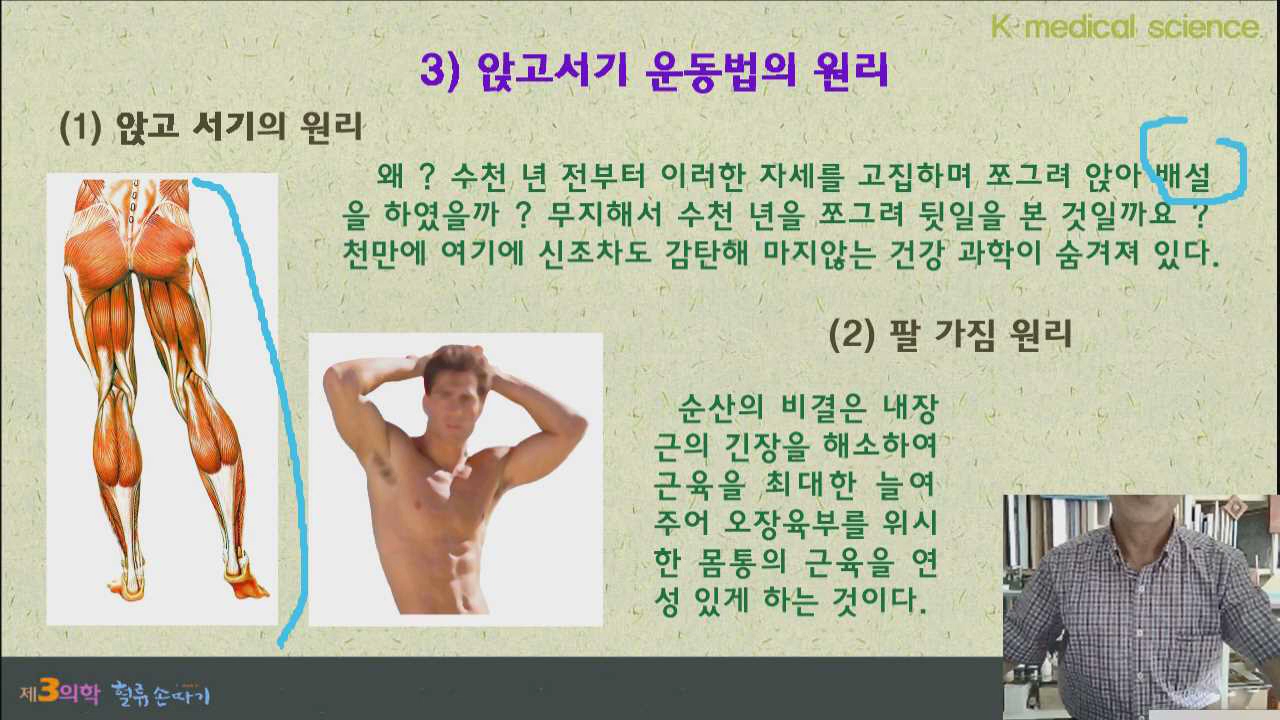 K medical science
3) 앉고서기 운동법의 원리
(1) 앉고 서기의 원리
왜 ? 수천 년 전부터 이러한 자세를 고집하며 쪼그려 앉아 배설
을 하였을까 ? 무지해서 수천 년을 쪼그려 뒷일을 본 것일까요 ?
천만에 여기에 신조차도 감탄해 마지않는 건강 과학이 숨겨져 있다.
(2) 팔 가짐 원리
순산의 비결은 내장
근의 긴장을 해소하여
근육을 최대한 늘여
주어 오장육부를 위시
한 몸통의 근육을 연
성 있게 하는 것이다.
제3의학 혈류 손따기